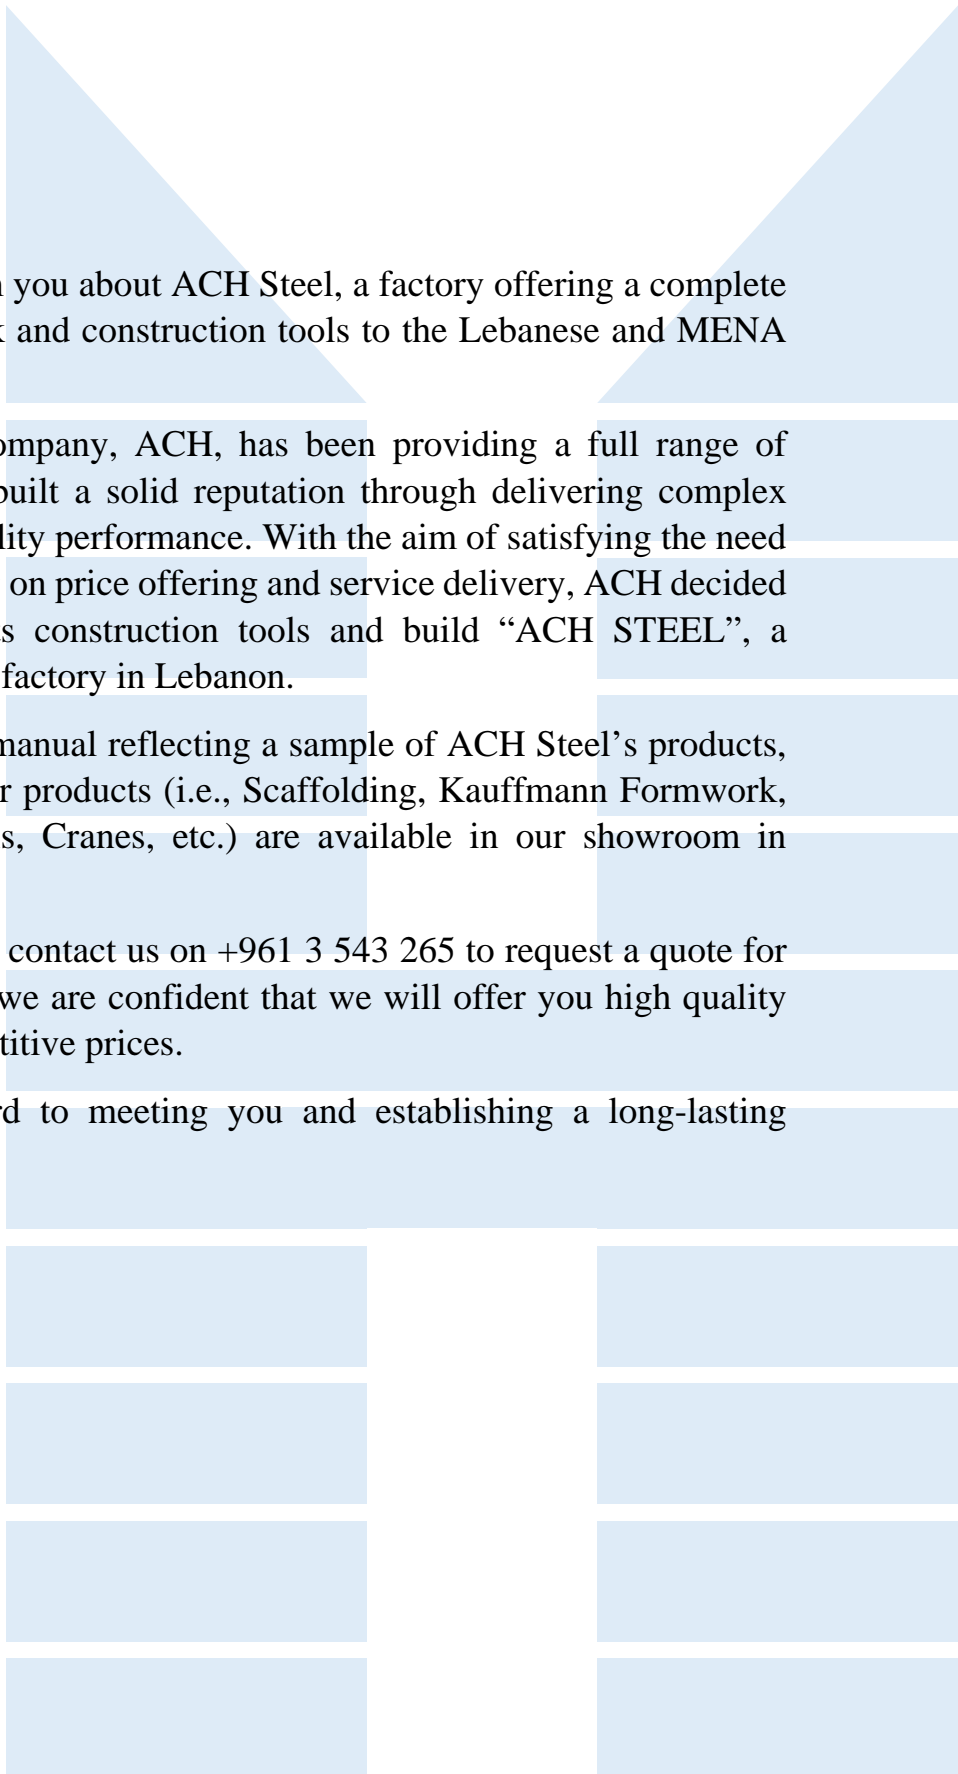 you about ACH Steel, a factory offering a complete
and construction tools to the Lebanese and MENA
ompany, ACH, has been providing a full range of
built a solid reputation through delivering complex
lity performance. With the aim of satisfying the need
on price offering and service delivery, ACH decided
s construction tools and build “ACH STEEL”, a
factory in Lebanon.
manual reflecting a sample of ACH Steel’s products,
r products (i.e., Scaffolding, Kauffmann Formwork,
s, Cranes, etc.) are available in our showroom in
contact us on +961 3 543 265 to request a quote for
we are confident that we will offer you high quality
titive prices.
rd to meeting you and establishing a long-lasting